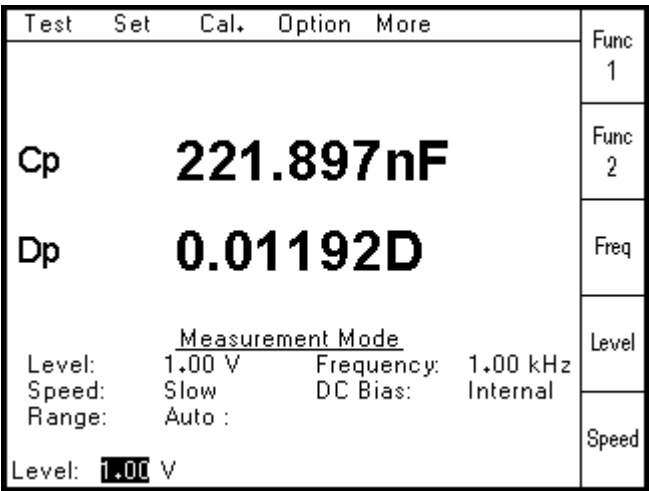 Test Set Cal. Option More
Func
1
Cp 221.897nF
Func
2
Dp 0.01192D
Freq
Measurement Mode
Level: 1.00 V Frequency: 1.00 kHz
Level
Speed: Slow DC Bias: Internal
Range: Auto :
Speed
Level: 1.00 V